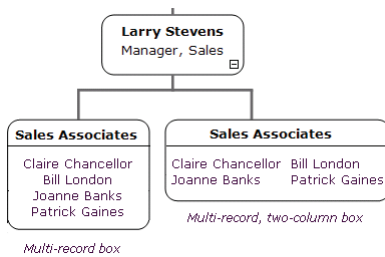 Larry Stevens
Manager, Sales
Sales Associates
Claire Chancellor
Bill London
Joanne Banks
Patrick Gaines
Multi-record box
Sales Associates
Claire Chancellor Bill London
Joanne Banks Patrick Gaines
Multi-record, two-column box